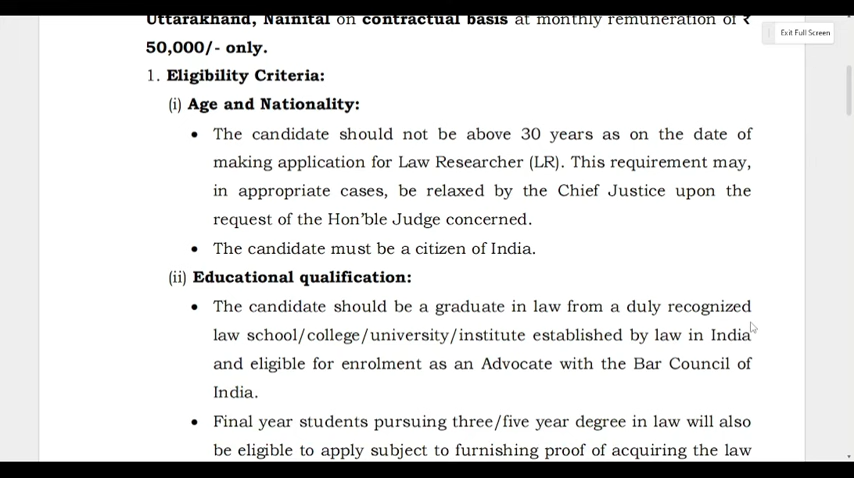 Uttarakhand, Nainital on contractual basis at monthly remuneration of ₹
50,000/- only.
1. Eligibility Criteria:
(i) Age and Nationality:
• The candidate should not be above 30 years as on the date of
making application for Law Researcher (LR). This requirement may,
in appropriate cases, be relaxed by the Chief Justice upon the
request of the Hon'ble Judge concerned.
• The candidate must be a citizen of India.
(ii) Educational qualification:
• The candidate should be a graduate in law from a duly recognized
law school/college/university/institute established by law in India
and eligible for enrolment as an Advocate with the Bar Council of
India.
• Final year students pursuing three/five year degree in law will also
be eligible to apply subject to furnishing proof of acquiring the law
Exit Full Screen